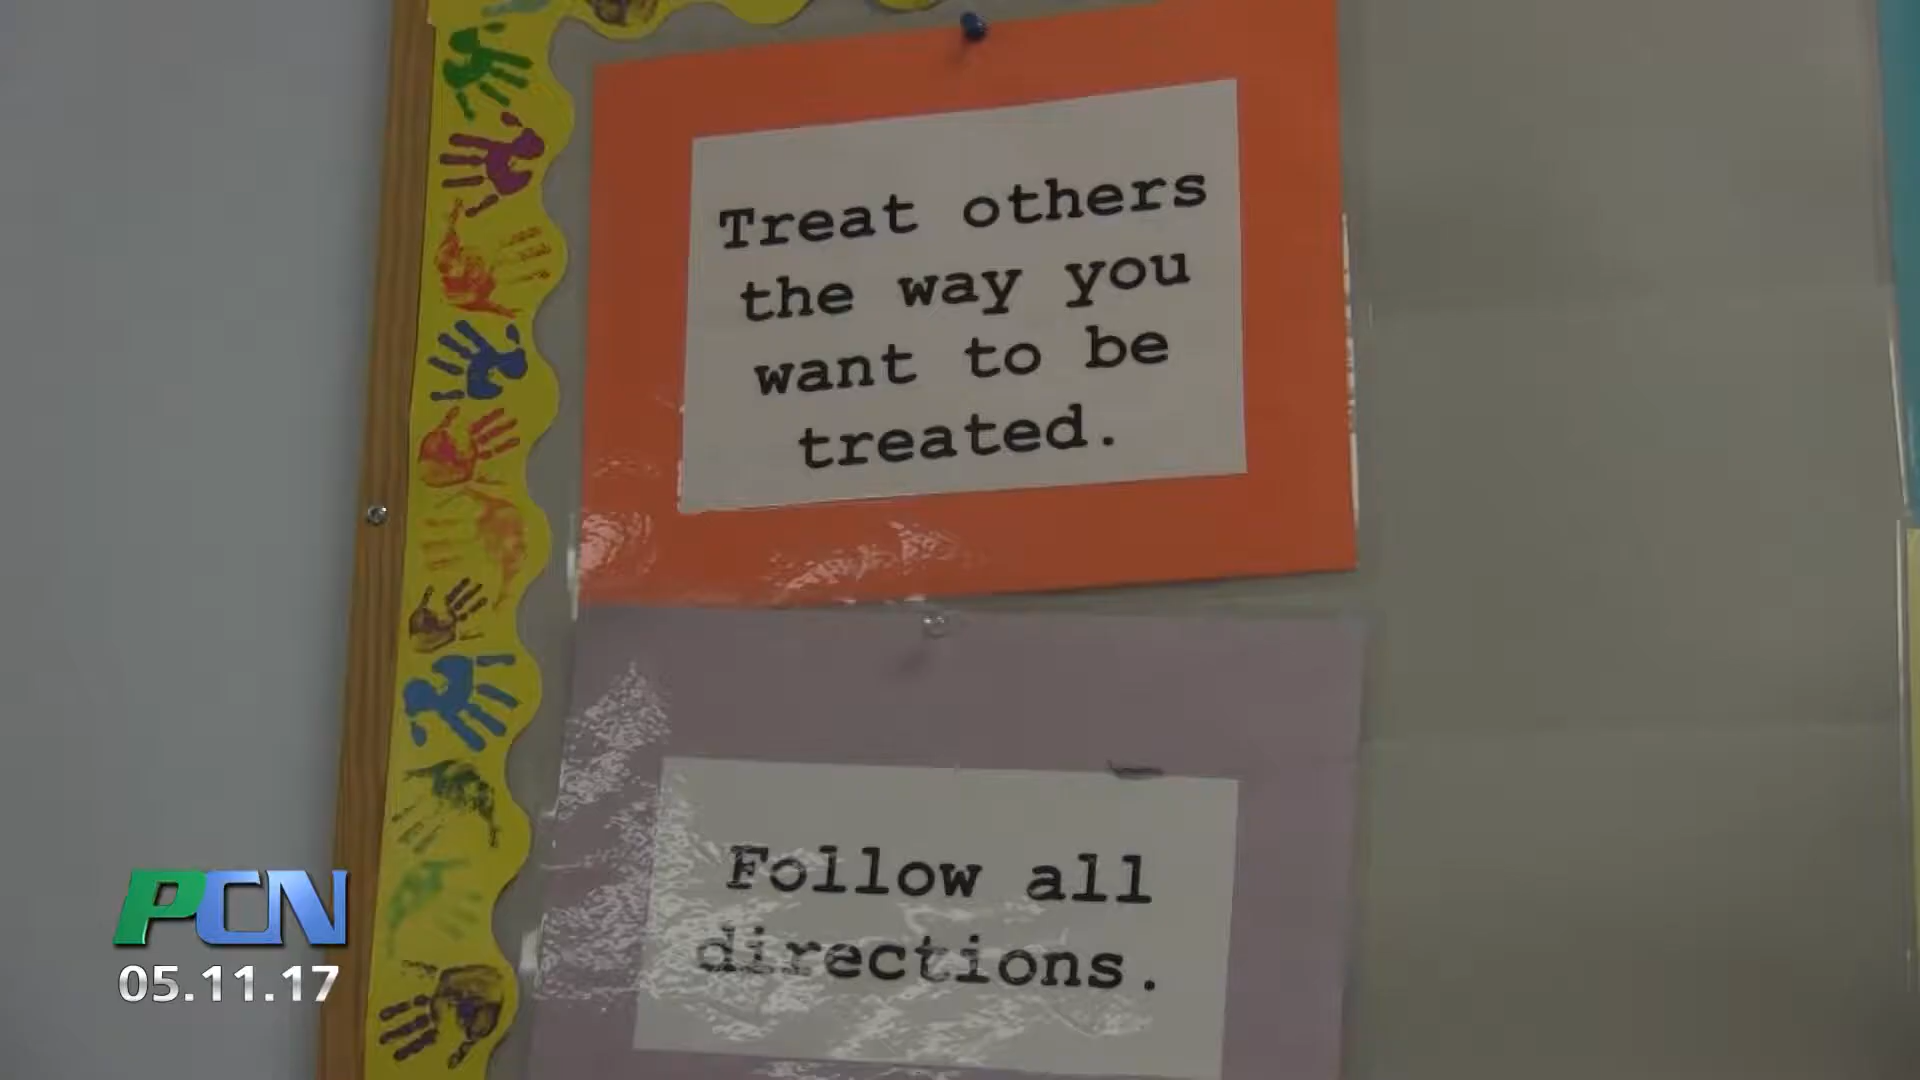 Treat others
the way you
want to be
treated.
Follow all
directions.
PCN
05.11.17